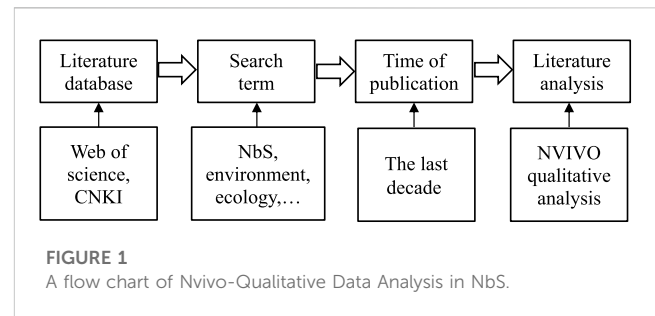 Literature
database
Search
term
Time of
publication
Literature
analysis
Web of
science,
CNKI
NbS,
environment,
ecology,...
The last
decade
NVIVO
qualitative
analysis
FIGURE 1
A flow chart of Nvivo-Qualitative Data Analysis in NbS.